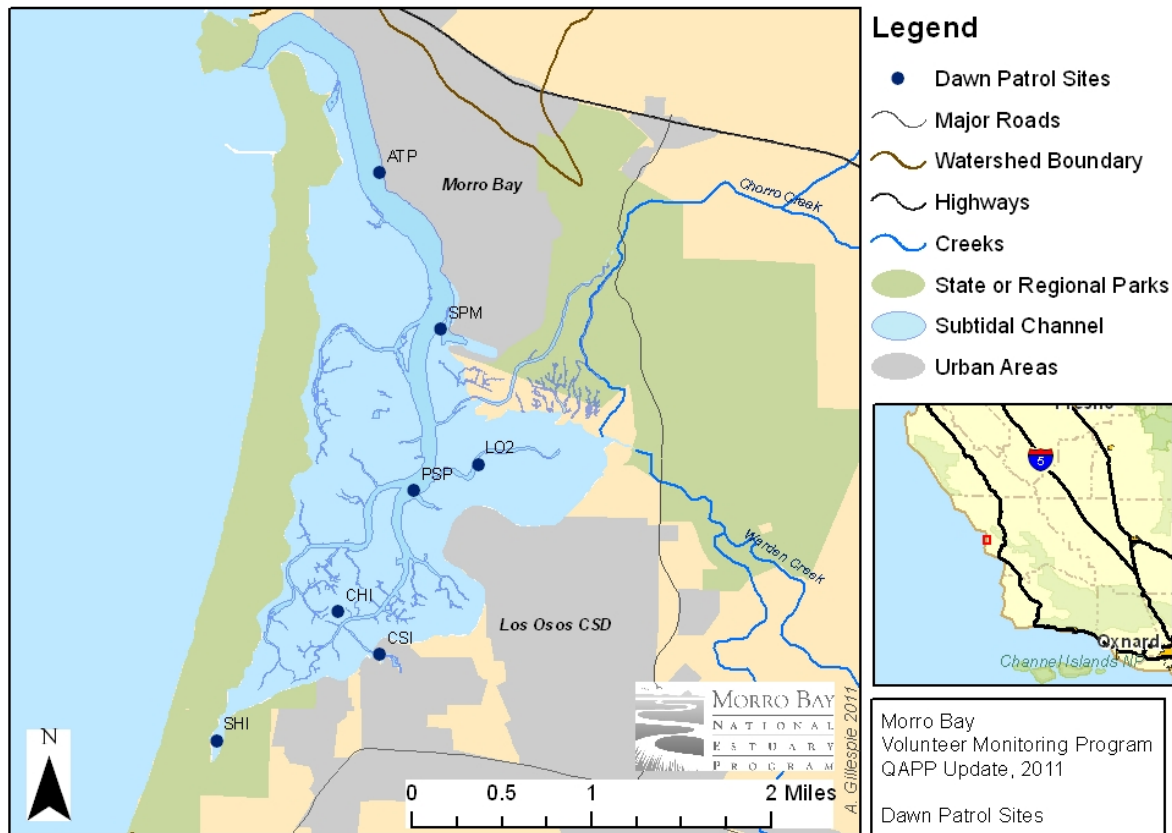 ATP
Morro Bay
Chorro Creek
SPM
LO2
PSP
Warden Creek
CHI
Los Osos CSD
CSI
SHI
N
MORRO BAY
NATIONAL
ESTUARY
PROGRAM
A. Gillespie 2011
0 0.5 1 2 Miles
Legend
Dawn Patrol Sites
Major Roads
Watershed Boundary
Highways
Creeks
State or Regional Parks
Subtidal Channel
Urban Areas
Fresno
5
Oxnard
Channel Islands NP
Morro Bay
Volunteer Monitoring Program
QAPP Update, 2011
Dawn Patrol Sites